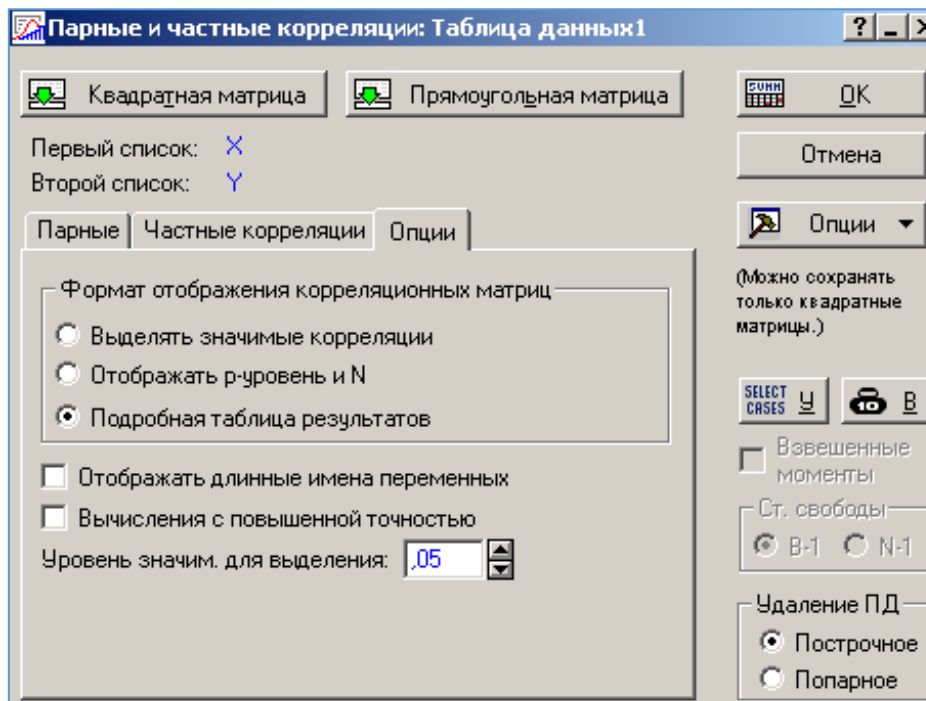 Парные и частные корреляции: Таблица данных1
Квадратная матрица
Прямоугольная матрица
Первый список: X
Второй список: Y
Парные
Частные корреляции
Опции
Формат отображения корреляционных матриц
Выделять значимые корреляции
Отображать p-уровень и N
Подробная таблица результатов
Отображать длинные имена переменных
Вычисления с повышенной точностью
Уровень значим. для выделения: ,05
SUMM
OK
Отмена
Опции
(Можно сохранять
только квадратные
матрицы.)
SELECT
CASES У
В
Взвешенные
моменты
Ст. свободы
В-1 N-1
Удаление ПД
Построчное
Попарное